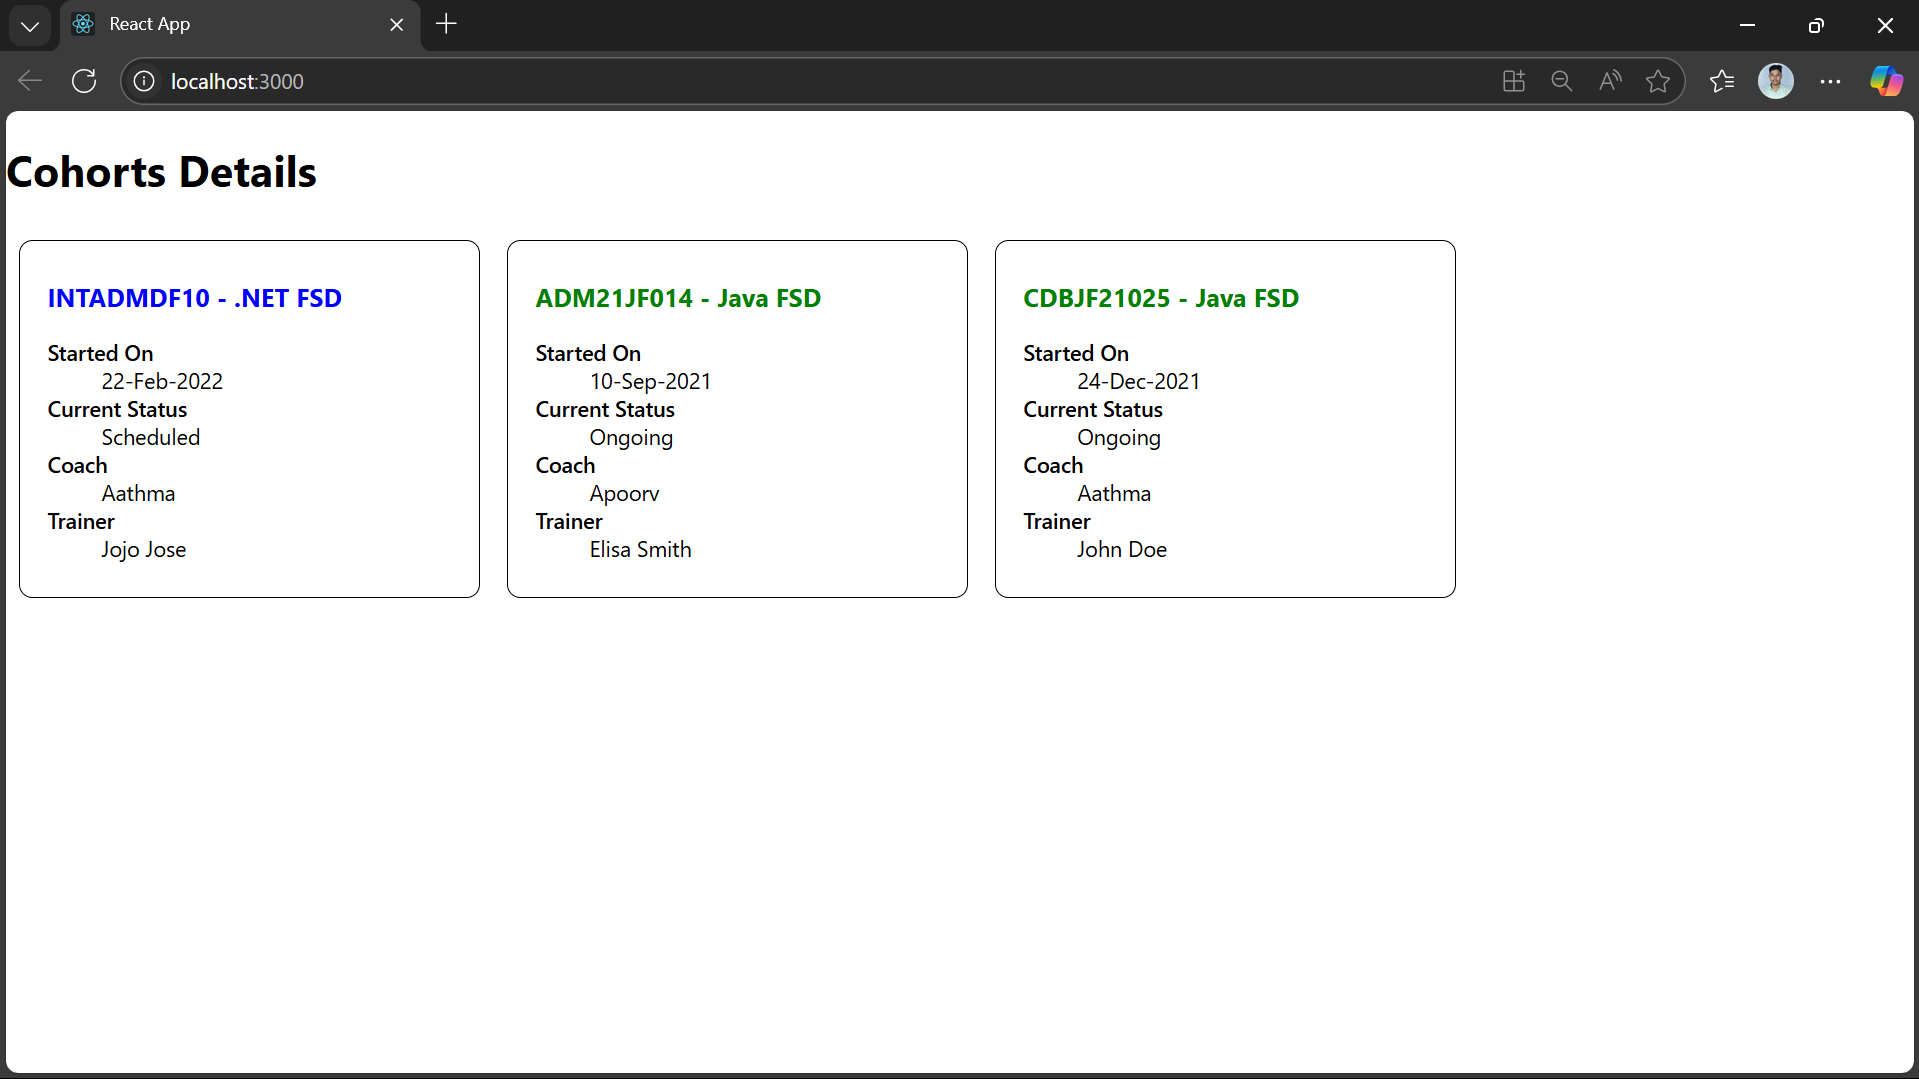 React App
localhost:3000
Cohorts Details
INTADMDF10 - .NET FSD
Started On
22-Feb-2022
Current Status
Scheduled
Coach
Aathma
Trainer
Jojo Jose
ADM21JF014 - Java FSD
Started On
10-Sep-2021
Current Status
Ongoing
Coach
Apoorv
Trainer
Elisa Smith
CDBJF21025 - Java FSD
Started On
24-Dec-2021
Current Status
Ongoing
Coach
Aathma
Trainer
John Doe